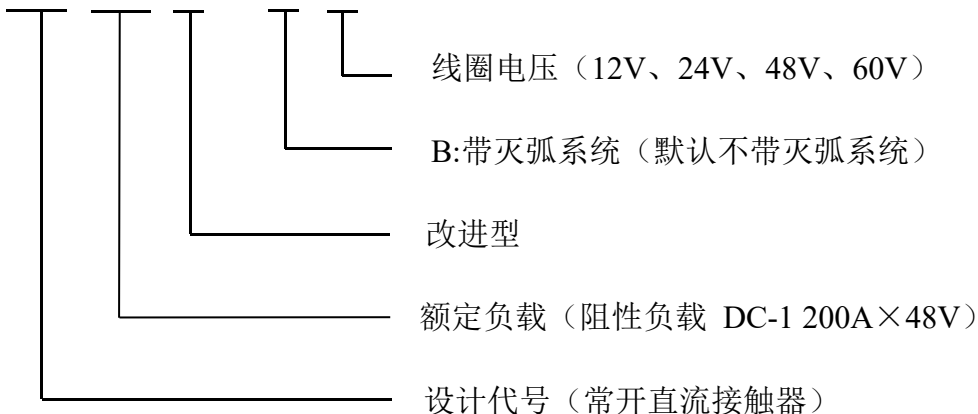 线圈电压（12V、24V、48V、60V）
B:带灭弧系统（默认不带灭弧系统）
改进型
额定负载（阻性负载 DC-1 200A×48V）
设计代号（常开直流接触器）